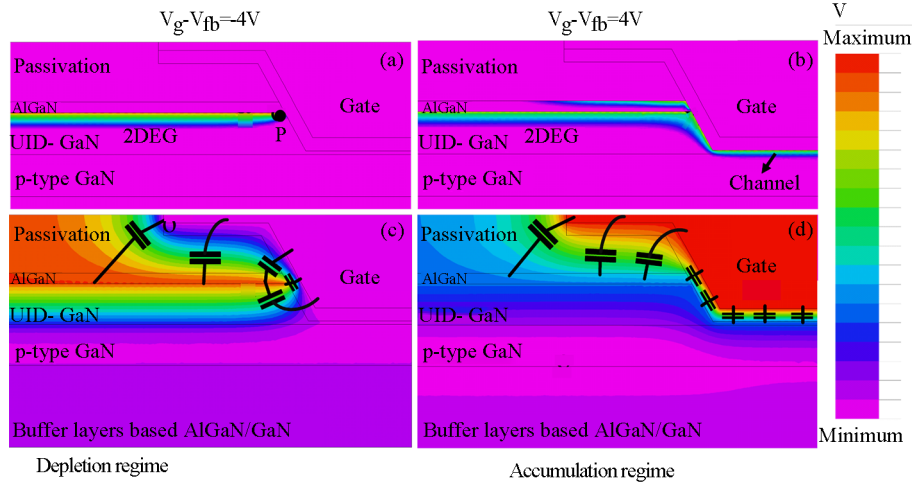 Vg-Vfb=-4V
Vg-Vfb=4V
V
Maximum
Passivation
(a)
AlGaN
Gate
2DEG
P
UID- GaN
p-type GaN
Passivation
(b)
AlGaN
Gate
2DEG
UID- GaN
p-type GaN
Channel
Passivation
(c)
AlGaN
Gate
UID- GaN
p-type GaN
Buffer layers based AlGaN/GaN
Passivation
(d)
AlGaN
Gate
UID- GaN
p-type GaN
Buffer layers based AlGaN/GaN
Minimum
Depletion regime
Accumulation regime